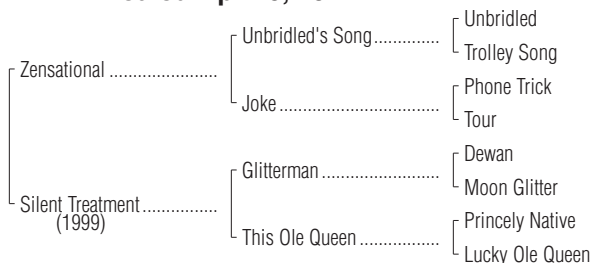 Unbridled
Unbridled's Song..............
Trolley Song
Zensational .......................
Phone Trick
Joke ..................................
Tour
Dewan
Glitterman .........................
Moon Glitter
Silent Treatment ................
(1999)
Princely Native
This Ole Queen .................
Lucky Ole Queen